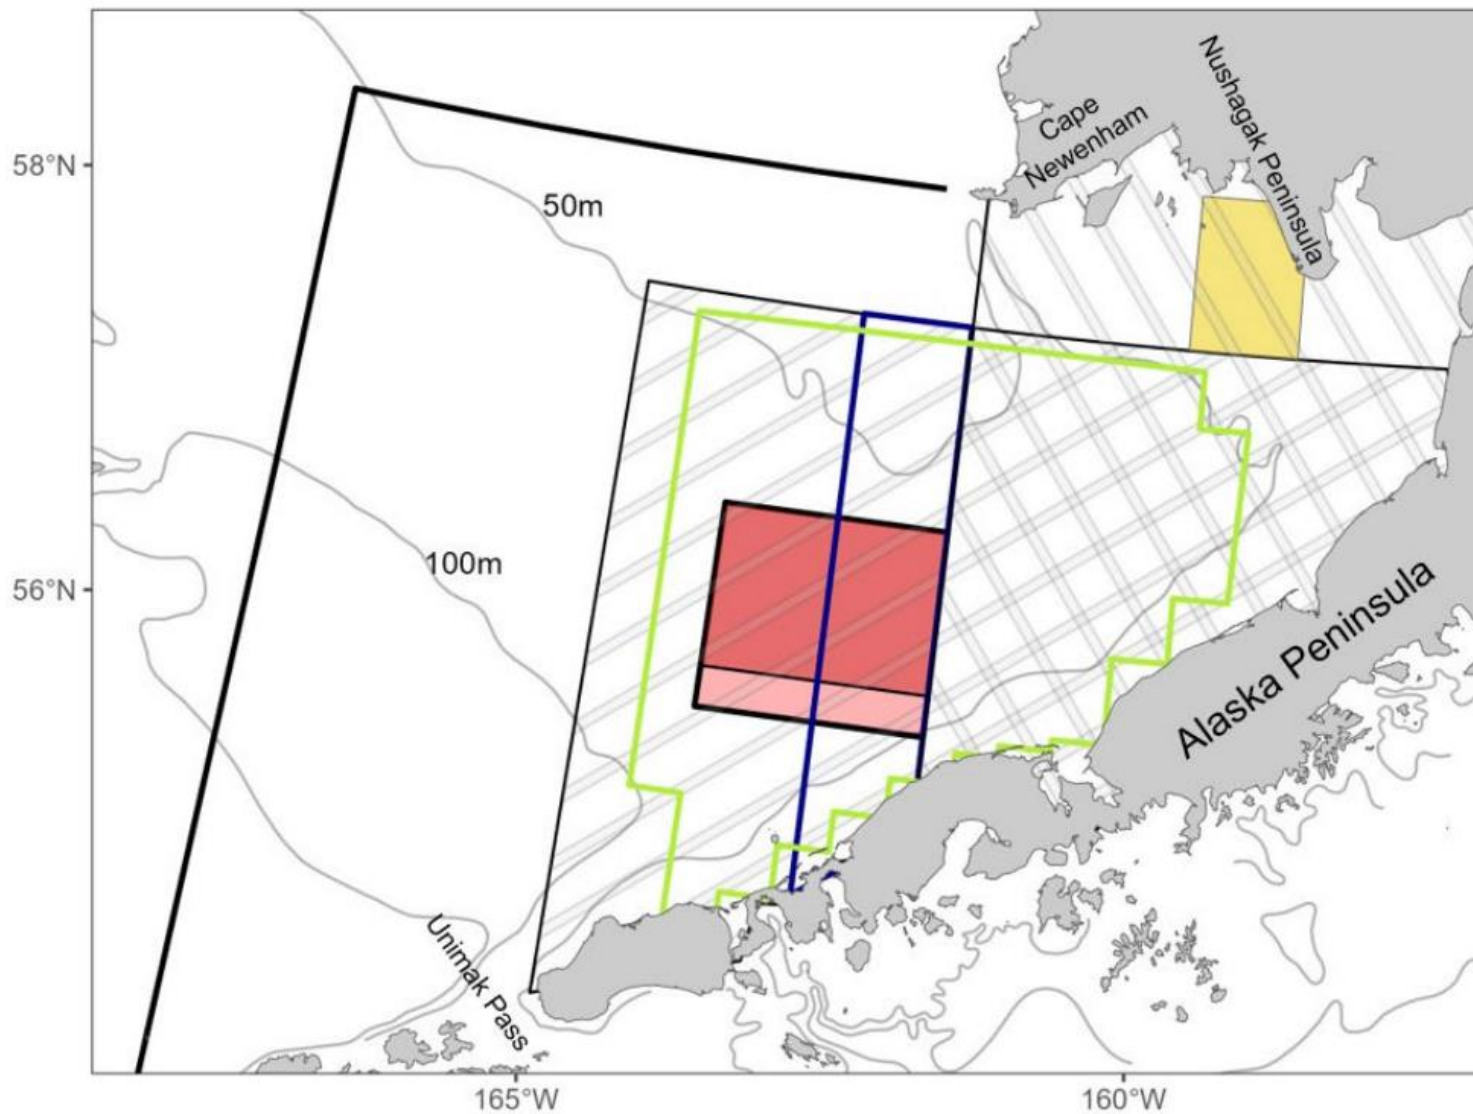 Cape
Newenham
Nushagak Peninsula
58°N
50m
100m
56°N
Alaska Peninsula
Unimak Pass
165°W
160°W